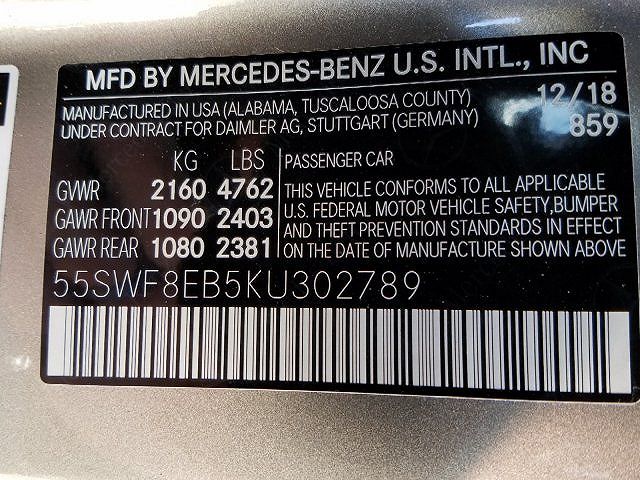 MFD BY MERCEDES-BENZ U.S. INTL., INC
MANUFACTURED IN USA (ALABAMA, TUSCALOOSA COUNTY) 12/18
UNDER CONTRACT FOR DAIMLER AG, STUTTGART (GERMANY) 859
KG LBS PASSENGER CAR
GVWR 2160 4762 THIS VEHICLE CONFORMS TO ALL APPLICABLE
GAWR FRONT 1090 2403 U.S. FEDERAL MOTOR VEHICLE SAFETY, BUMPER
AND THEFT PREVENTION STANDARDS IN EFFECT
GAWR REAR 1080 2381 ON THE DATE OF MANUFACTURE SHOWN ABOVE
55SWF8EB5KU302789